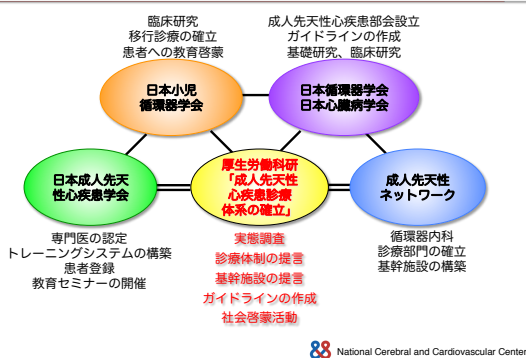 臨床研究
移行診療の確立
患者への教育啓蒙
成人先天性心疾患部会設立
ガイドラインの作成
基礎研究、臨床研究
日本小児
循環器学会
日本循環器学会
日本心臓病学会
日本成人先天
性心疾患学会
厚生労働科研
「成人先天性
心疾患診療
体系の確立」
成人先天性
ネットワーク
専門医の認定
トレーニングシステムの構築
患者登録
教育セミナーの開催
実態調査
診療体制の提言
基幹施設の提言
ガイドラインの作成
社会啓蒙活動
循環器内科
診療部門の確立
基幹施設の構築
National Cerebral and Cardiovascular Center